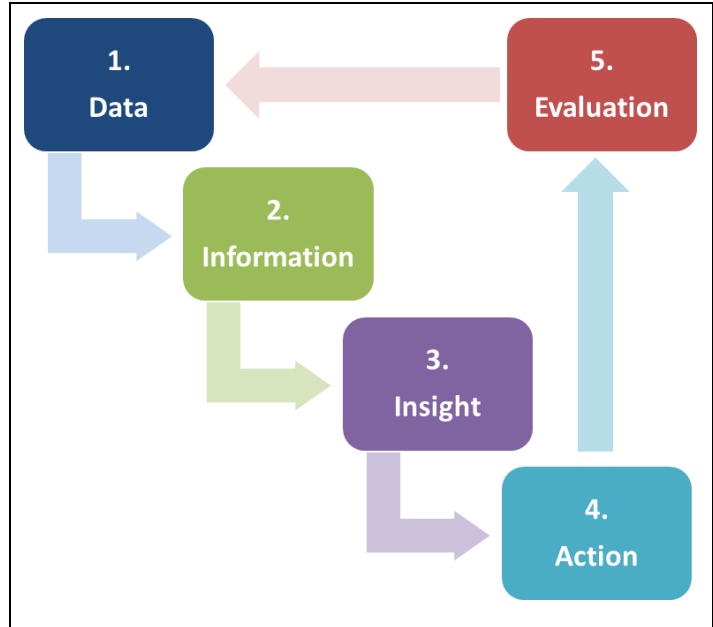 1.
Data
2.
Information
3.
Insight
4.
Action
5.
Evaluation